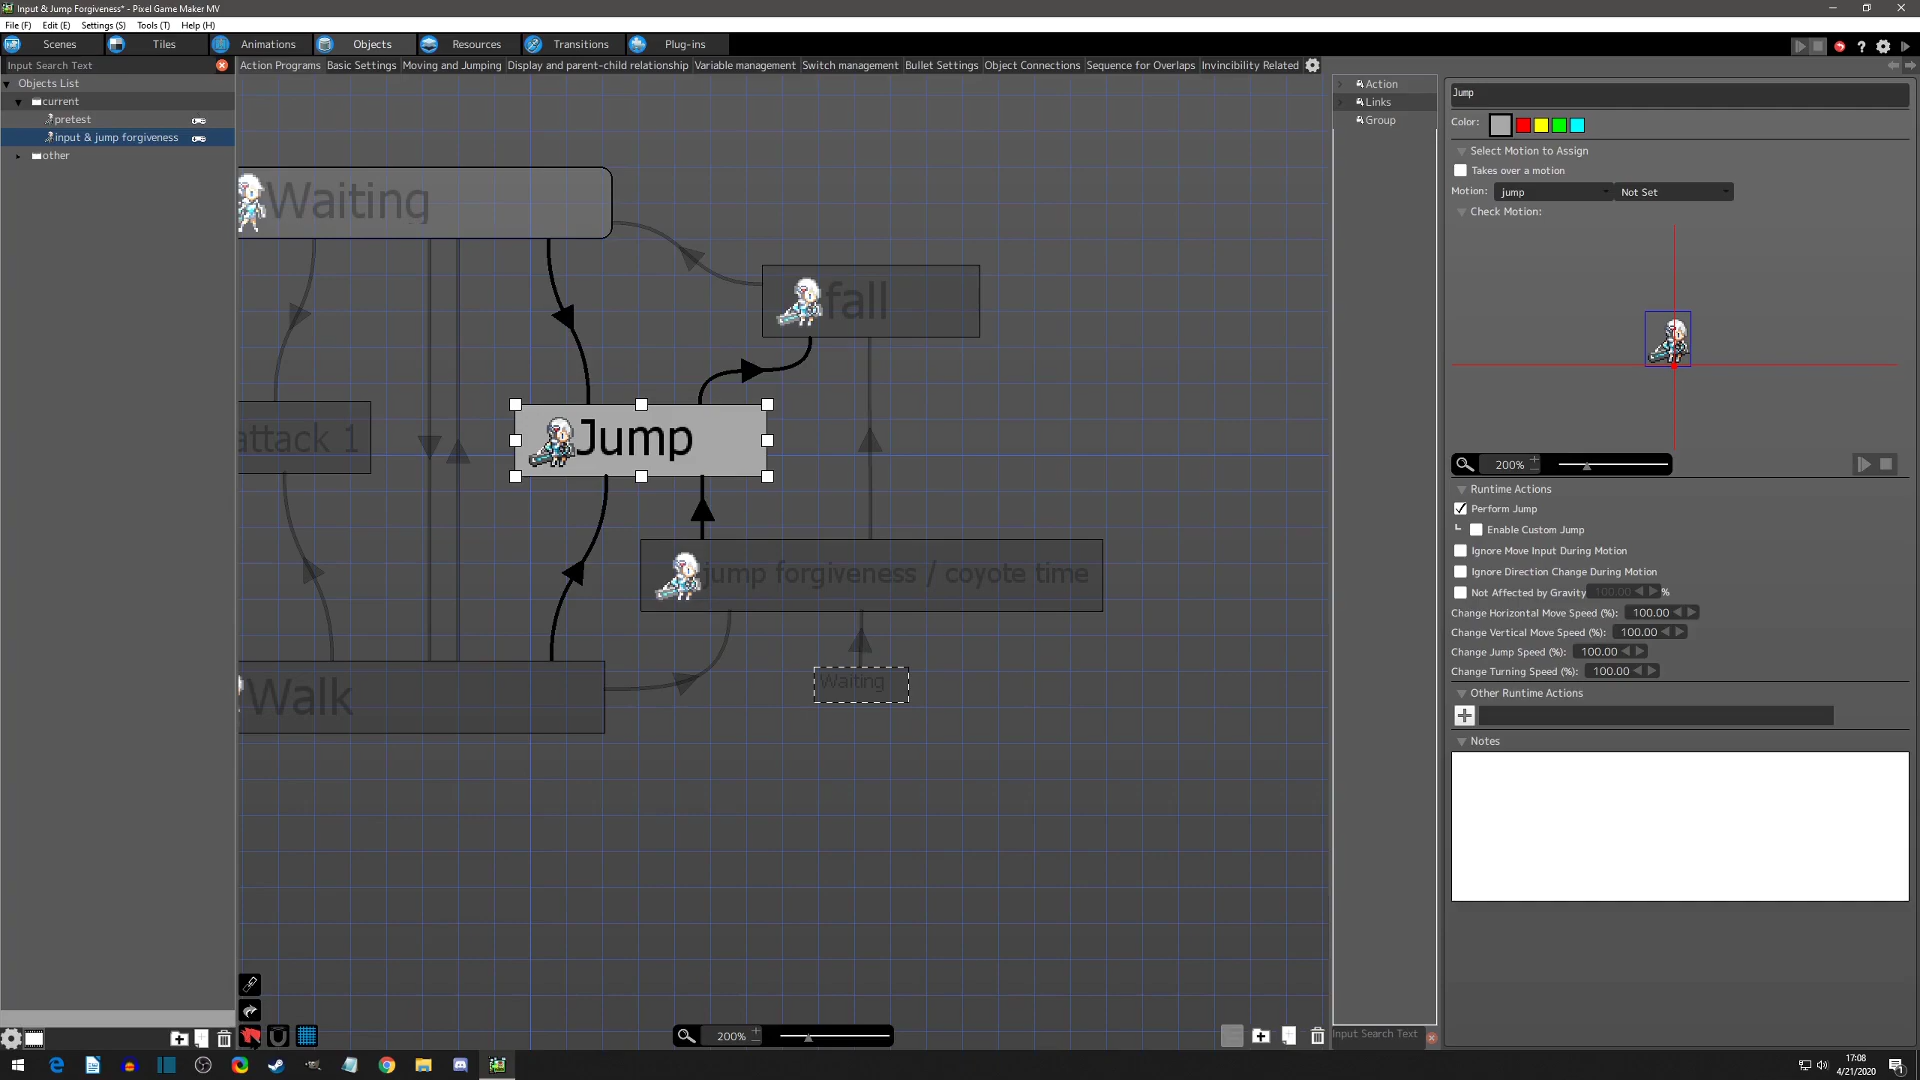 Input & Jump Forgiveness* - Pixel Game Maker MV
File (F) Edit (E) Settings (S) Tools (T) Help (H)
Scenes Tiles Animations Objects Resources Transitions Plug-ins
Input Search Text
Objects List
current
pretest
input & jump forgiveness
other
Action Programs Basic Settings Moving and Jumping Display and parent-child relationship Variable management Switch management Bullet Settings Object Connections Sequence for Overlaps Invincibility Related
Waiting
fall
attack 1
Jump
jump forgiveness / coyote time
Waiting
Walk
200%
Action
Links
Group
Input Search Text
Jump
Color:
Select Motion to Assign
Takes over a motion
Motion: jump Not Set
Check Motion:
200%
Runtime Actions
Perform Jump
Enable Custom Jump
Ignore Move Input During Motion
Ignore Direction Change During Motion
Not Affected by Gravity 100.00 %
Change Horizontal Move Speed (%): 100.00
Change Vertical Move Speed (%): 100.00
Change Jump Speed (%): 100.00
Change Turning Speed (%): 100.00
Other Runtime Actions
Notes
17:08
4/21/2020